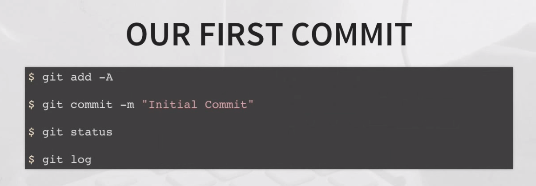 OUR FIRST COMMIT
$ git add -A
$ git commit -m "Initial Commit"
$ git status
$ git log